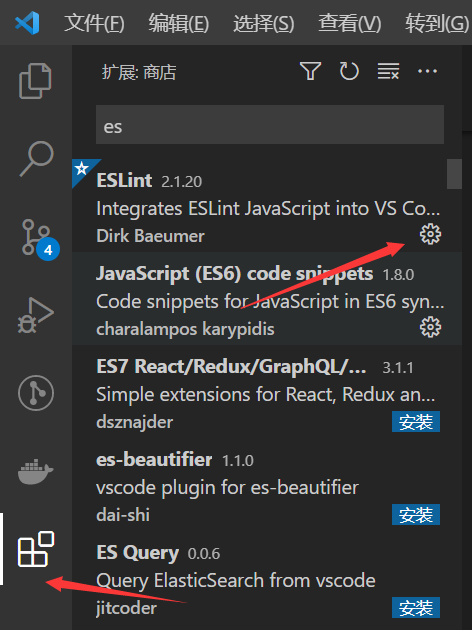 文件(F) 编辑(E) 选择(S) 查看(V) 转到(G)
扩展: 商店
es
ESLint 2.1.20
Integrates ESLint JavaScript into VS Co...
Dirk Baeumer
JavaScript (ES6) code snippets 1.8.0
Code snippets for JavaScript in ES6 syn...
charalampos karypidis
4
ES7 React/Redux/GraphQL/... 3.1.1
Simple extensions for React, Redux an...
dsznajder 安装
es-beautifier 1.1.0
vscode plugin for es-beautifier
dai-shi 安装
ES Query 0.0.6
Query ElasticSearch from vscode
jitcoder 安装